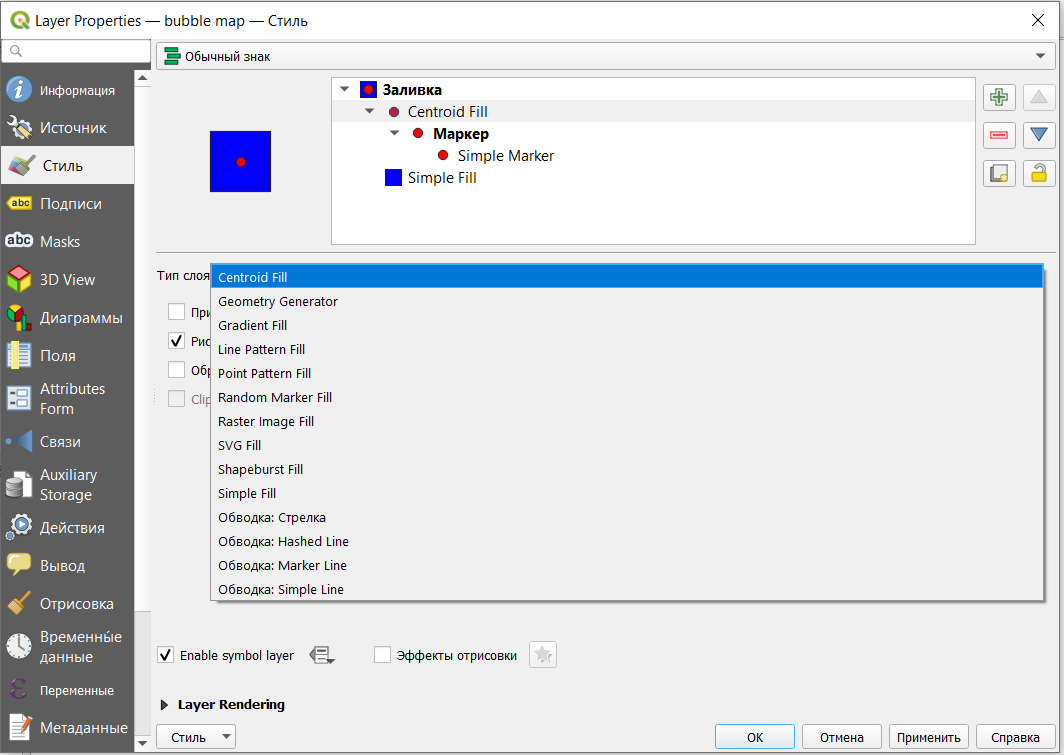 Layer Properties — bubble map — Стиль
Обычный знак
Информация
Источник
Стиль
abc Подписи
abc Masks
3D View
Диаграммы
Поля
Attributes
Form
Связи
Auxiliary
Storage
Действия
Вывод
Отрисовка
Временные
данные
Переменные
Метаданные
Заливка
Centroid Fill
Маркер
Simple Marker
Simple Fill
Тип слоя
Centroid Fill
Geometry Generator
При
Gradient Fill
Рис
Line Pattern Fill
Обр
Point Pattern Fill
Clip
Random Marker Fill
Raster Image Fill
SVG Fill
Shapeburst Fill
Simple Fill
Обводка: Стрелка
Обводка: Hashed Line
Обводка: Marker Line
Обводка: Simple Line
Enable symbol layer
Эффекты отрисовки
Layer Rendering
Стиль
OK
Отмена
Применить
Справка